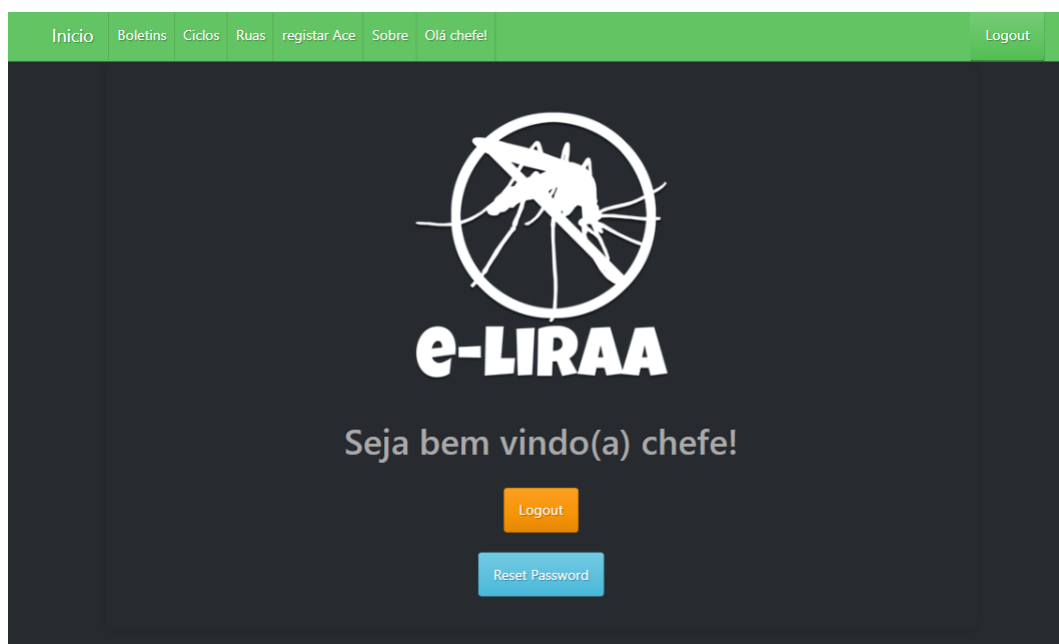 Inicio Boletins Ciclos Ruas registar Ace Sobre Olá chefe! Logout
e-LIRAA
Seja bem vindo(a) chefe!
Logout
Reset Password